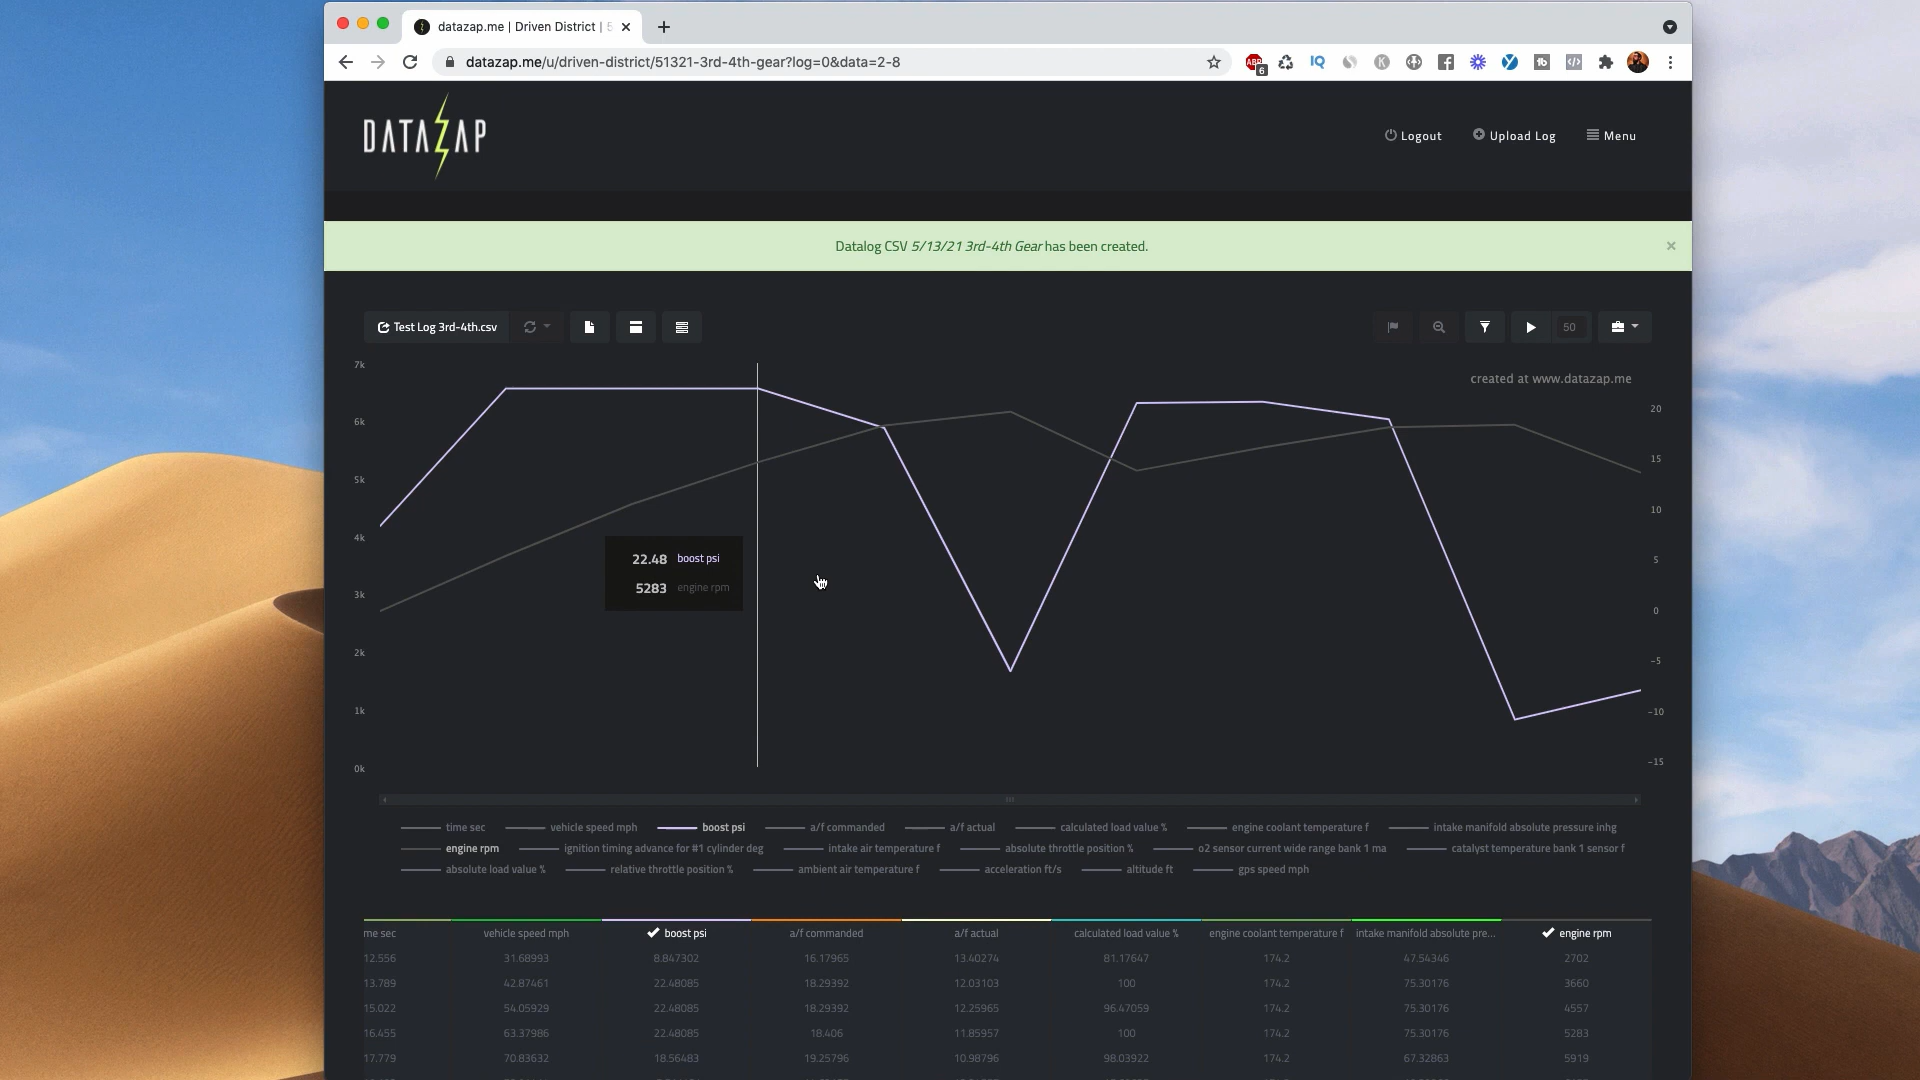 datazap.me | Driven District | 5
datazap.me/u/driven-district/51321-3rd-4th-gear?log=0&data=2-8
ABP
6
IQ
K
DATAZAP
Logout
Upload Log
Menu
Datalog CSV 5/13/21 3rd-4th Gear has been created.
×
Test Log 3rd-4th.csv
50
created at www.datazap.me
7k
6k
5k
4k
3k
2k
1k
0k
20
15
10
5
0
-5
-10
-15
22.48 boost psi
5283 engine rpm
time sec vehicle speed mph boost psi a/f commanded a/f actual calculated load value % engine coolant temperature f intake manifold absolute pressure inhg
engine rpm ignition timing advance for #1 cylinder deg intake air temperature f absolute throttle position % o2 sensor current wide range bank 1 ma catalyst temperature bank 1 sensor f
absolute load value % relative throttle position % ambient air temperature f acceleration ft/s altitude ft gps speed mph
me sec vehicle speed mph boost psi a/f commanded a/f actual calculated load value % engine coolant temperature f intake manifold absolute pre... engine rpm
12.556 31.68993 8.847302 16.17965 13.40274 81.17647 174.2 47.54346 2702
13.789 42.87461 22.48085 18.29392 12.03103 100 174.2 75.30176 3660
15.022 54.05929 22.48085 18.29392 12.25965 96.47059 174.2 75.30176 4557
16.455 63.37986 22.48085 18.406 11.85957 100 174.2 75.30176 5283
17.779 70.83632 18.56483 19.25796 10.98796 98.03922 174.2 67.32863 5919